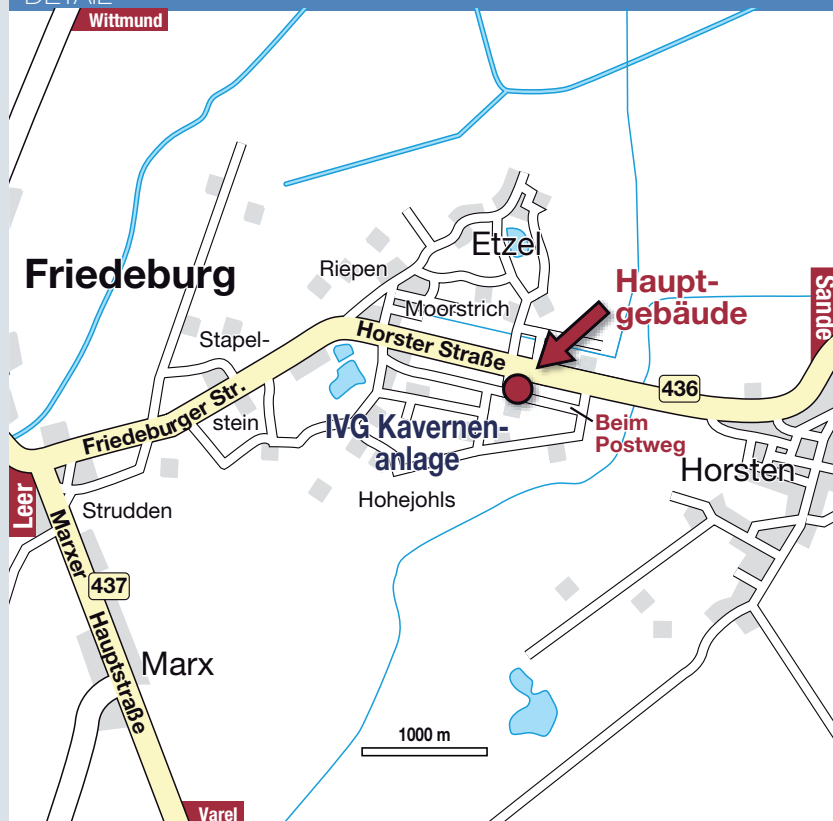 DETAIL
Wittmund
Etzel
Friedeburg
Riepen
Haupt-
gebäude
Sande
Moorstrich
Stapel-
stein
Horster Straße
436
Friedeburger Str.
IVG Kavernen-
anlage
Beim
Postweg
Horsten
Leer
Strudden
Hohejohls
Marxer
437
Hauptstraße
Marx
1000 m
Varel